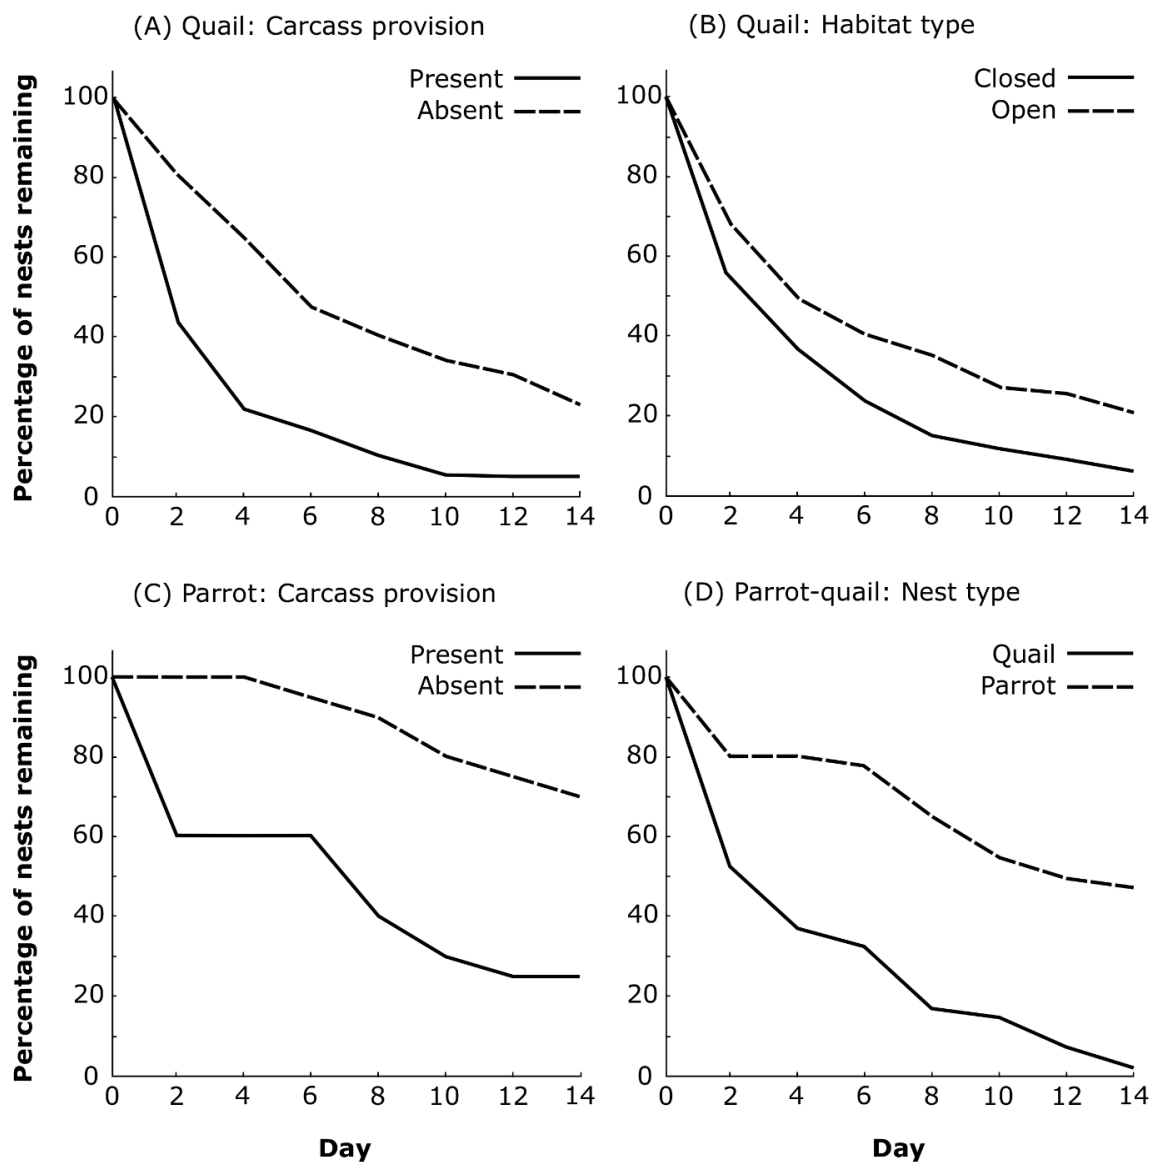 (A) Quail: Carcass provision
Percentage of nests remaining
Present
Absent
100
80
60
40
20
0
0 2 4 6 8 10 12 14
(B) Quail: Habitat type
Closed
Open
100
80
60
40
20
0
0 2 4 6 8 10 12 14
(C) Parrot: Carcass provision
Percentage of nests remaining
Present
Absent
100
80
60
40
20
0
0 2 4 6 8 10 12 14
Day
(D) Parrot-quail: Nest type
Quail
Parrot
100
80
60
40
20
0
0 2 4 6 8 10 12 14
Day